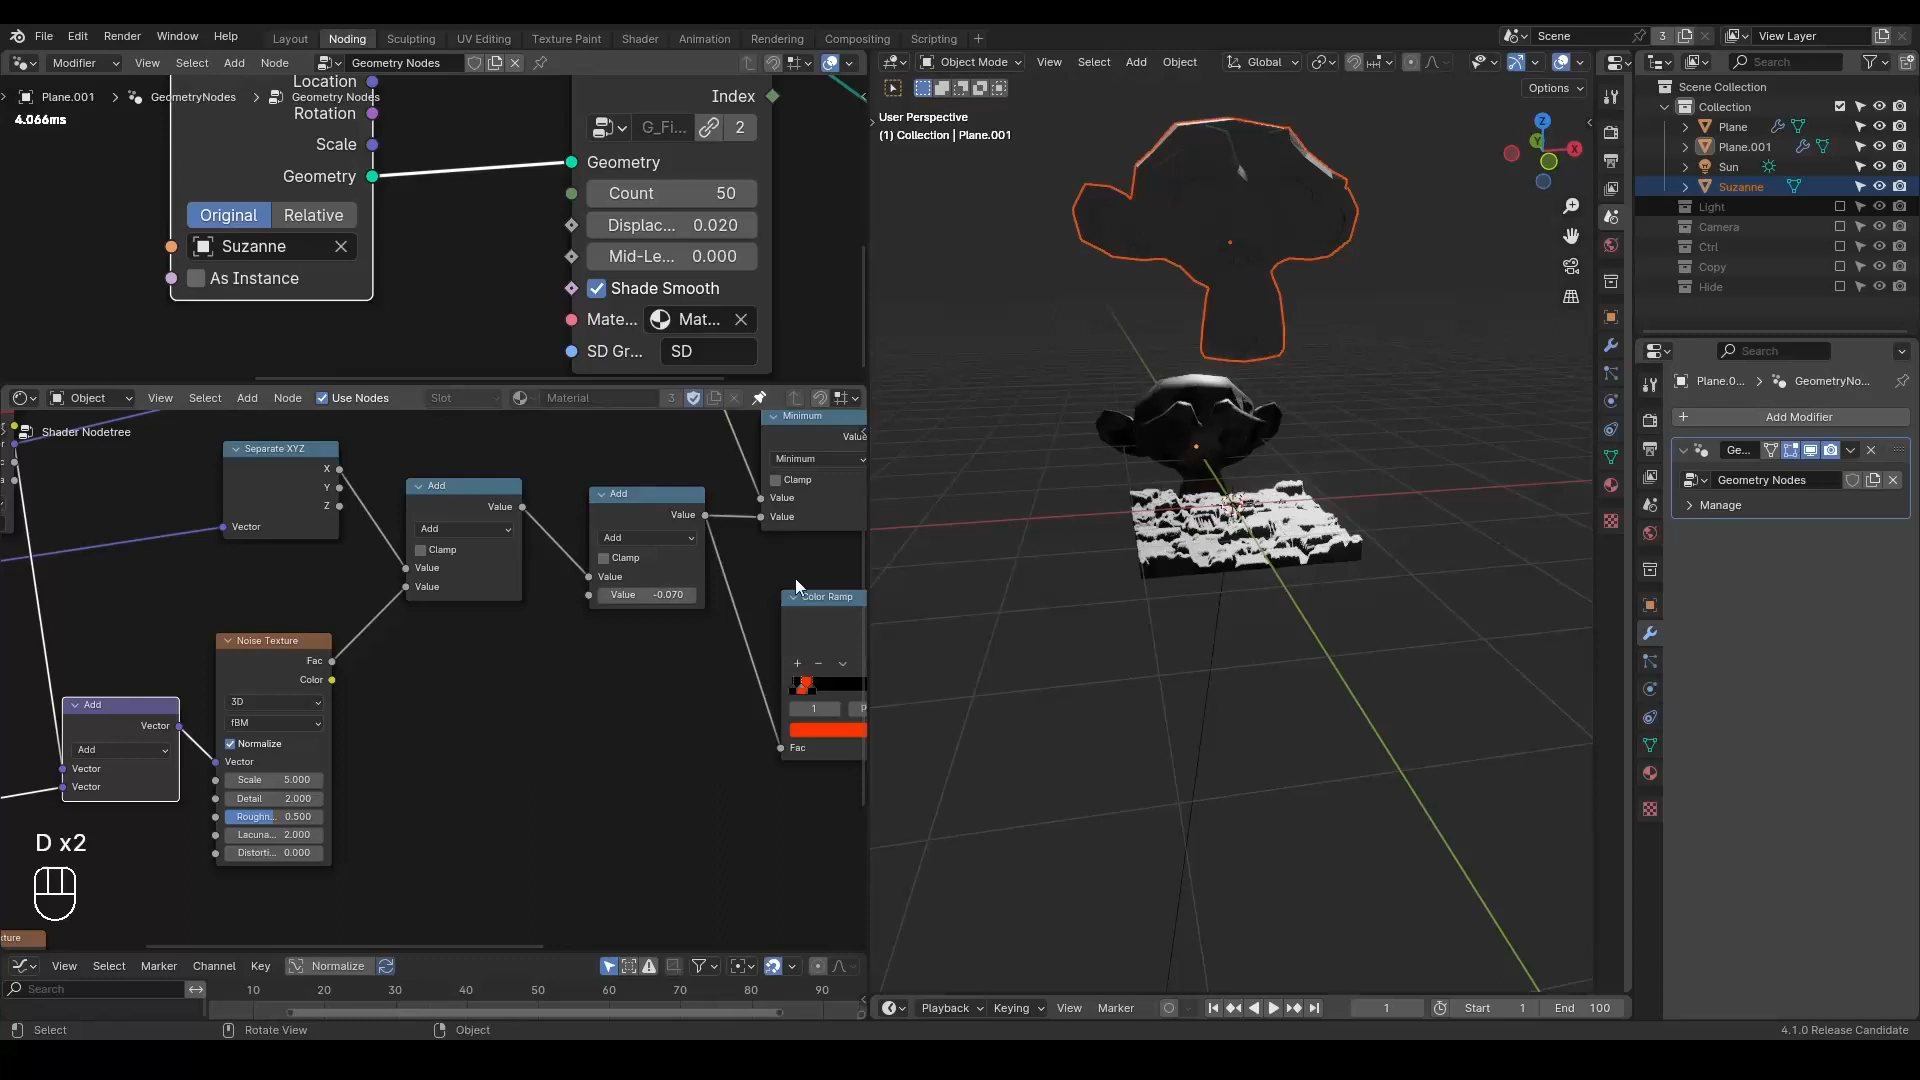 File Edit Render Window Help Layout Noding Sculpting UV Editing Texture Paint Shader Animation Rendering Compositing Scripting + Scene 3 View Layer
Modifier View Select Add Node Geometry Nodes
Plane.001 > GeometryNodes > Geometry Nodes
4.066ms
Location
Rotation
Scale
Geometry
Original Relative
Suzanne
As Instance
Index
G_Fi... 2
Geometry
Count 50
Displac... 0.020
Mid-Le... 0.000
Shade Smooth
Mate... Mat...
SD Gr... SD
Object View Select Add Node Use Nodes Slot Material 3
Shader Nodetree
Separate XYZ
X
Y
Z
Vector
Add
Value
Add
Clamp
Value
Value
Add
Value
Add
Clamp
Value
Value -0.070
Minimum
Value
Minimum
Clamp
Value
Value
Color Ramp
+ −
1 P
Fac
Noise Texture
Fac
Color
3D
fBM
Normalize
Vector
Scale 5.000
Detail 2.000
Roughn... 0.500
Lacuna... 2.000
Distorti... 0.000
Add
Vector
Add
Vector
Vector
D x2
xture
View Select Marker Channel Key Normalize
Search
10 20 30 40 50 60 70 80 90
Object Mode View Select Add Object Global
Options
User Perspective
(1) Collection | Plane.001
Z
Y
X
Playback Keying View Marker 1 Start 1 End 100
Search
Scene Collection
Collection
Plane
Plane.001
Sun
Suzanne
Light
Camera
Ctrl
Copy
Hide
Search
Plane.0... > GeometryNo...
+ Add Modifier
Ge...
Geometry Nodes
Manage
Select Rotate View Object 4.1.0 Release Candidate